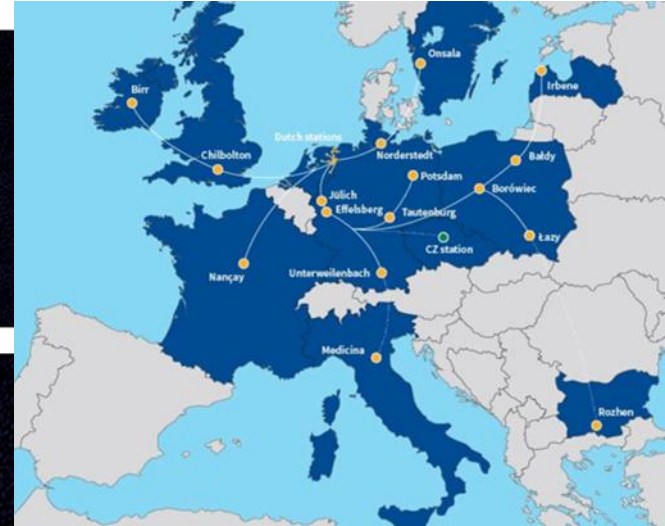 Onsala
Birr
Irbene
Dutch stations
Chilbolton
Norderstedt
Bałdy
Potsdam
Borówiec
Jülich
Effelsberg
Tautenburg
Łazy
CZ station
Nançay
Unterweilenbach
Medicina
Rozhen